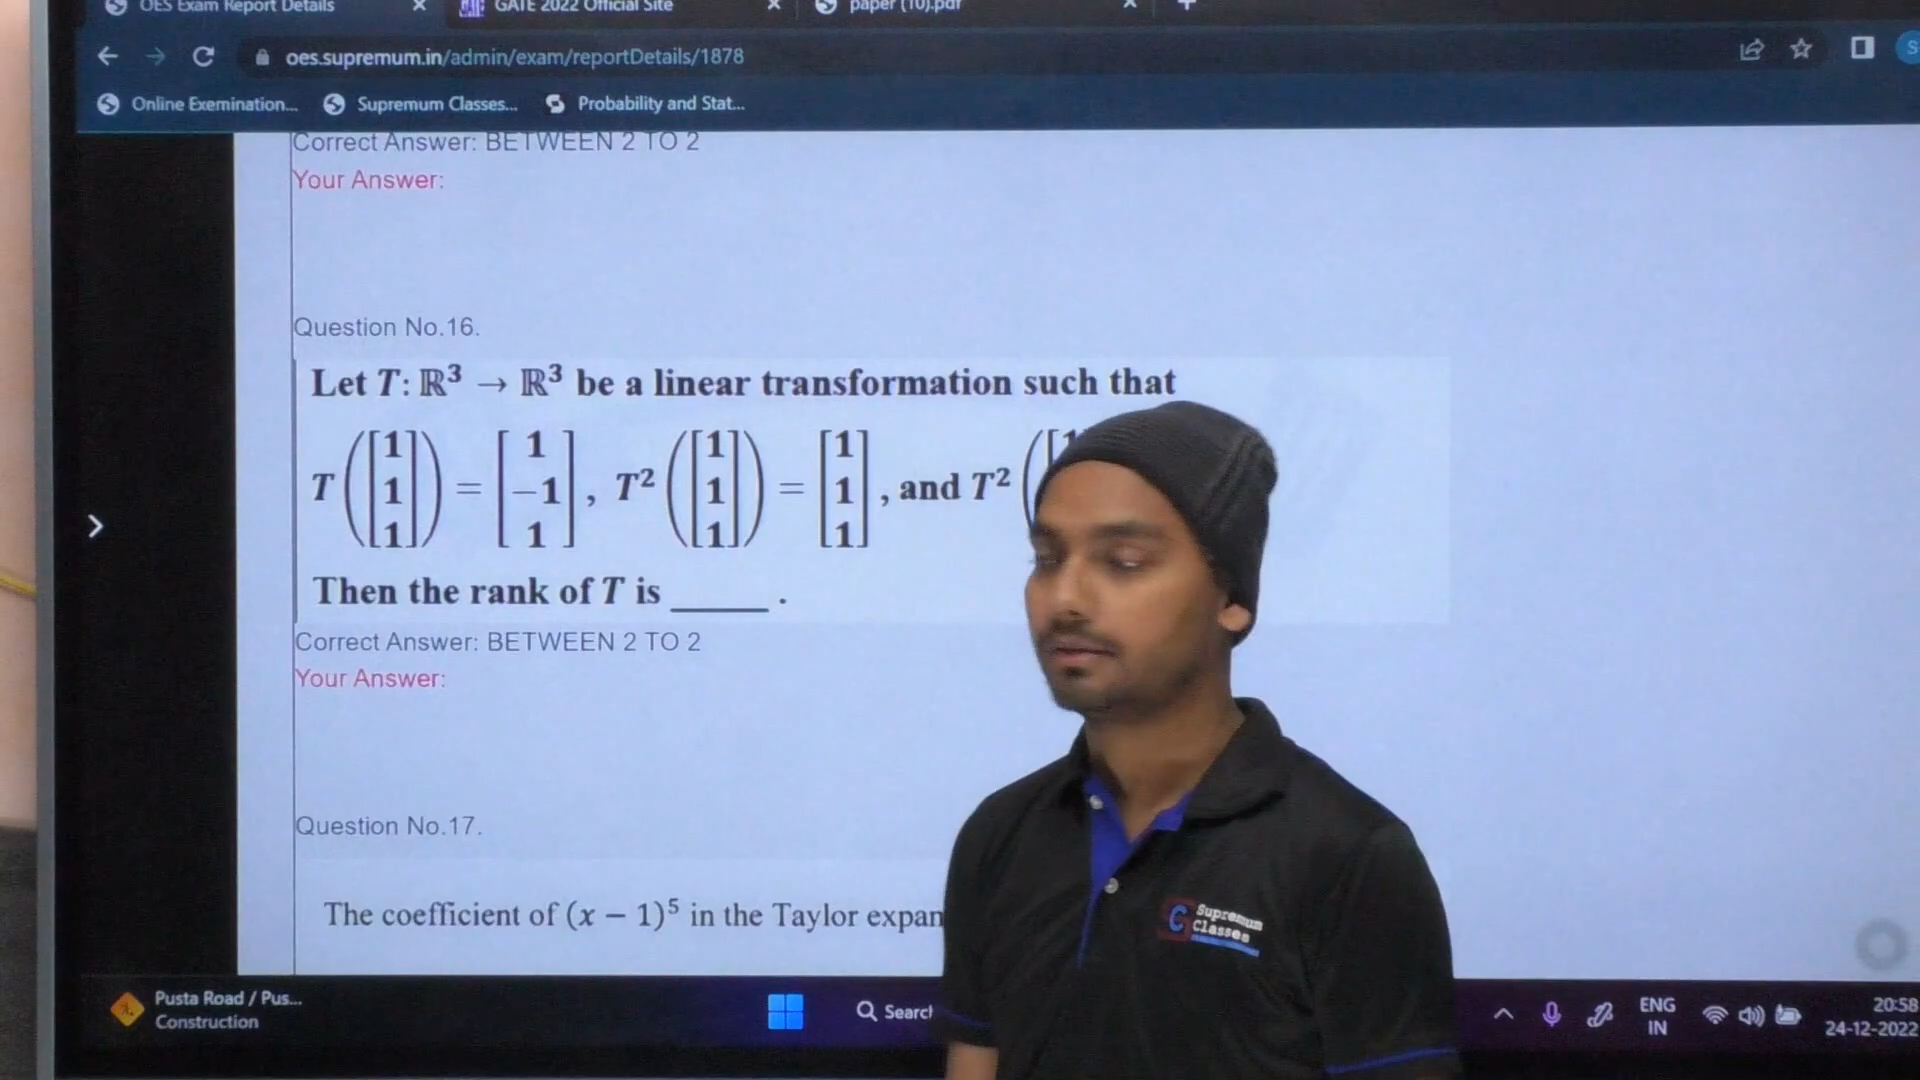 OES Exam Report Details
GATE 2022 Official Site
paper (10).pdf
oes.supremum.in/admin/exam/reportDetails/1878
Online Exemination...
Supremum Classes...
Probability and Stat...
Correct Answer: BETWEEN 2 TO 2
Your Answer:
Question No.16.
Let T: ℝ³ → ℝ³ be a linear transformation such that
T([1 1 1]) = [1 −1 1], T²([1 1 1]) = [1 1 1], and T²([1
Then the rank of T is _____ .
Correct Answer: BETWEEN 2 TO 2
Your Answer:
Question No.17.
The coefficient of (x − 1)⁵ in the Taylor expan
Supremum
Classes
Pusta Road / Pus...
Construction
Search
ENG
IN
20:58
24-12-2022
S